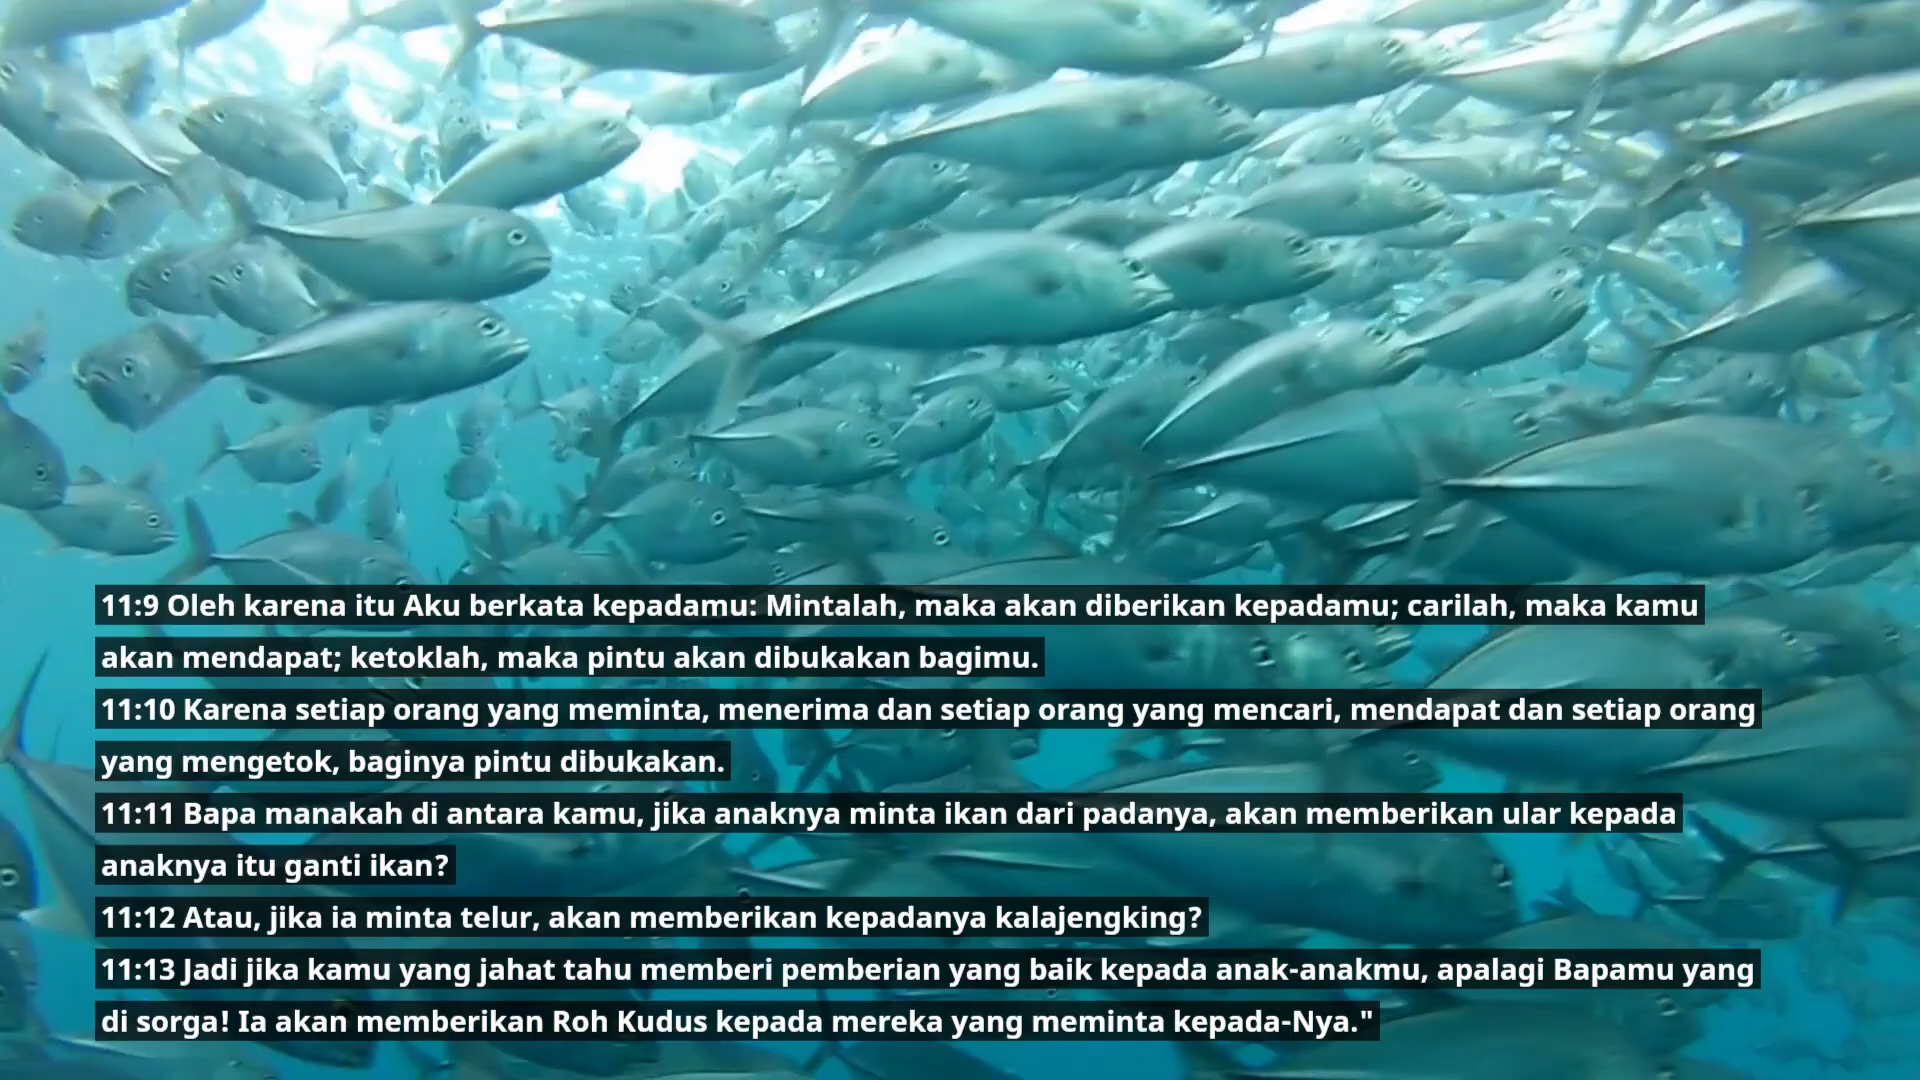 11:9 Oleh karena itu Aku berkata kepadamu: Mintalah, maka akan diberikan kepadamu; carilah, maka kamu
akan mendapat; ketoklah, maka pintu akan dibukakan bagimu.
11:10 Karena setiap orang yang meminta, menerima dan setiap orang yang mencari, mendapat dan setiap orang
yang mengetok, baginya pintu dibukakan.
11:11 Bapa manakah di antara kamu, jika anaknya minta ikan dari padanya, akan memberikan ular kepada
anaknya itu ganti ikan?
11:12 Atau, jika ia minta telur, akan memberikan kepadanya kalajengking?
11:13 Jadi jika kamu yang jahat tahu memberi pemberian yang baik kepada anak-anakmu, apalagi Bapamu yang
di sorga! Ia akan memberikan Roh Kudus kepada mereka yang meminta kepada-Nya."